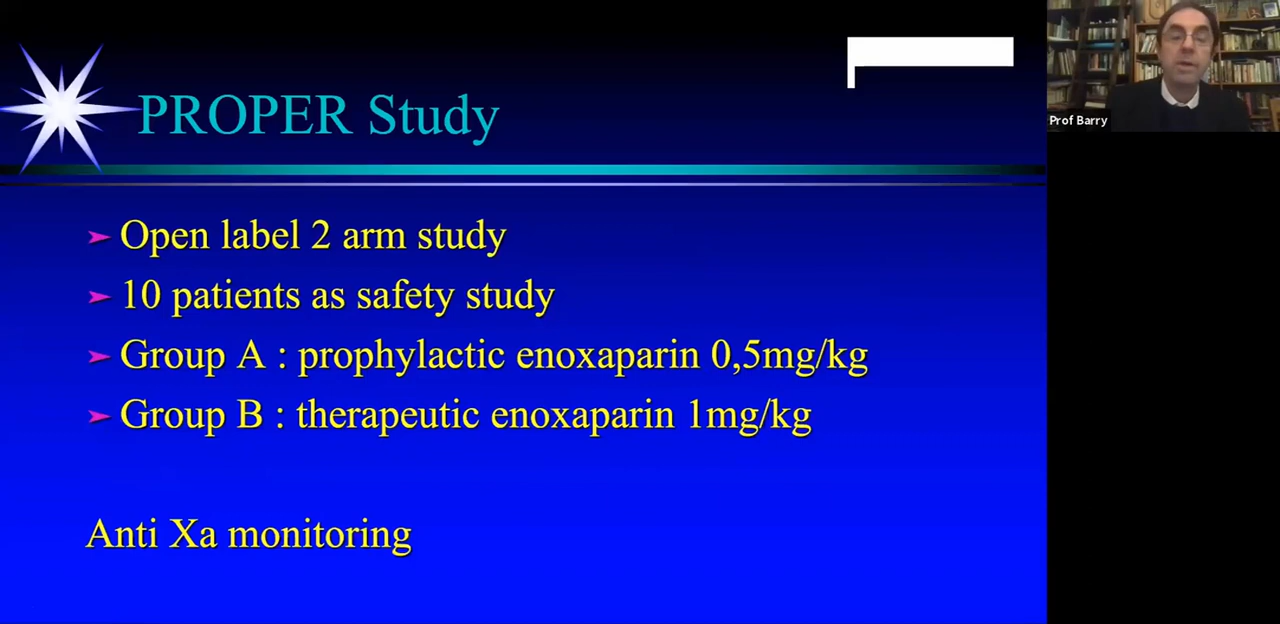 PROPER Study
Open label 2 arm study
10 patients as safety study
Group A : prophylactic enoxaparin 0,5mg/kg
Group B : therapeutic enoxaparin 1mg/kg
Anti Xa monitoring
Prof Barry